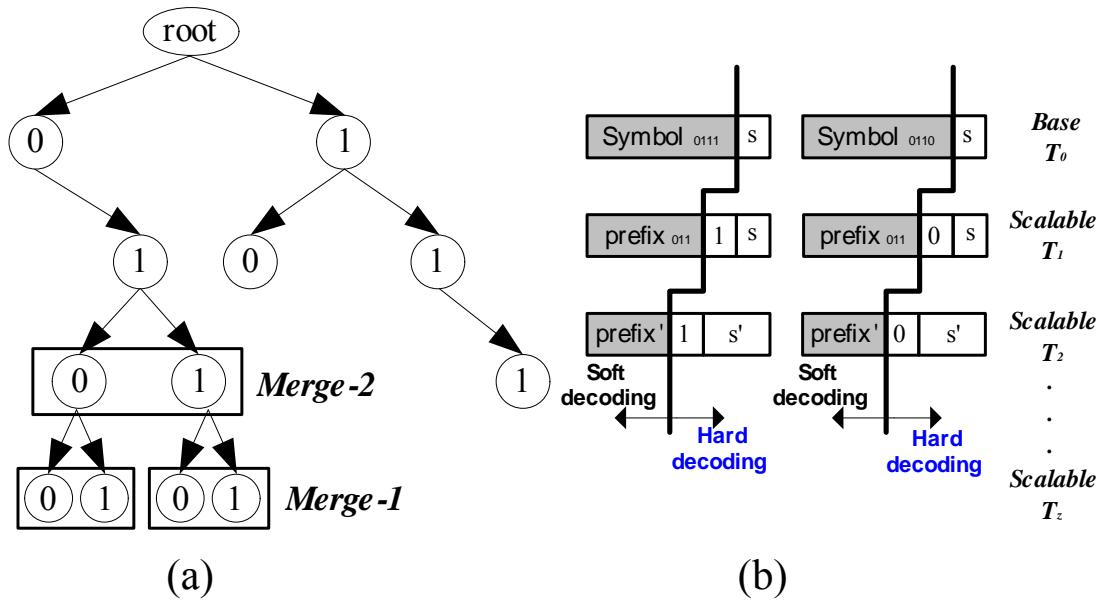 root
0
1
1
0
1
0
1
Merge-2
1
0
1
0
1
Merge-1
(a)
Symbol 0111 s
Symbol 0110 s
Base
T0
prefix 011 1 s
prefix 011 0 s
Scalable
T1
prefix' 1 s'
prefix' 0 s'
Scalable
T2
Soft
decoding
Soft
decoding
.
.
.
Hard
decoding
Hard
decoding
Scalable
Tz
(b)